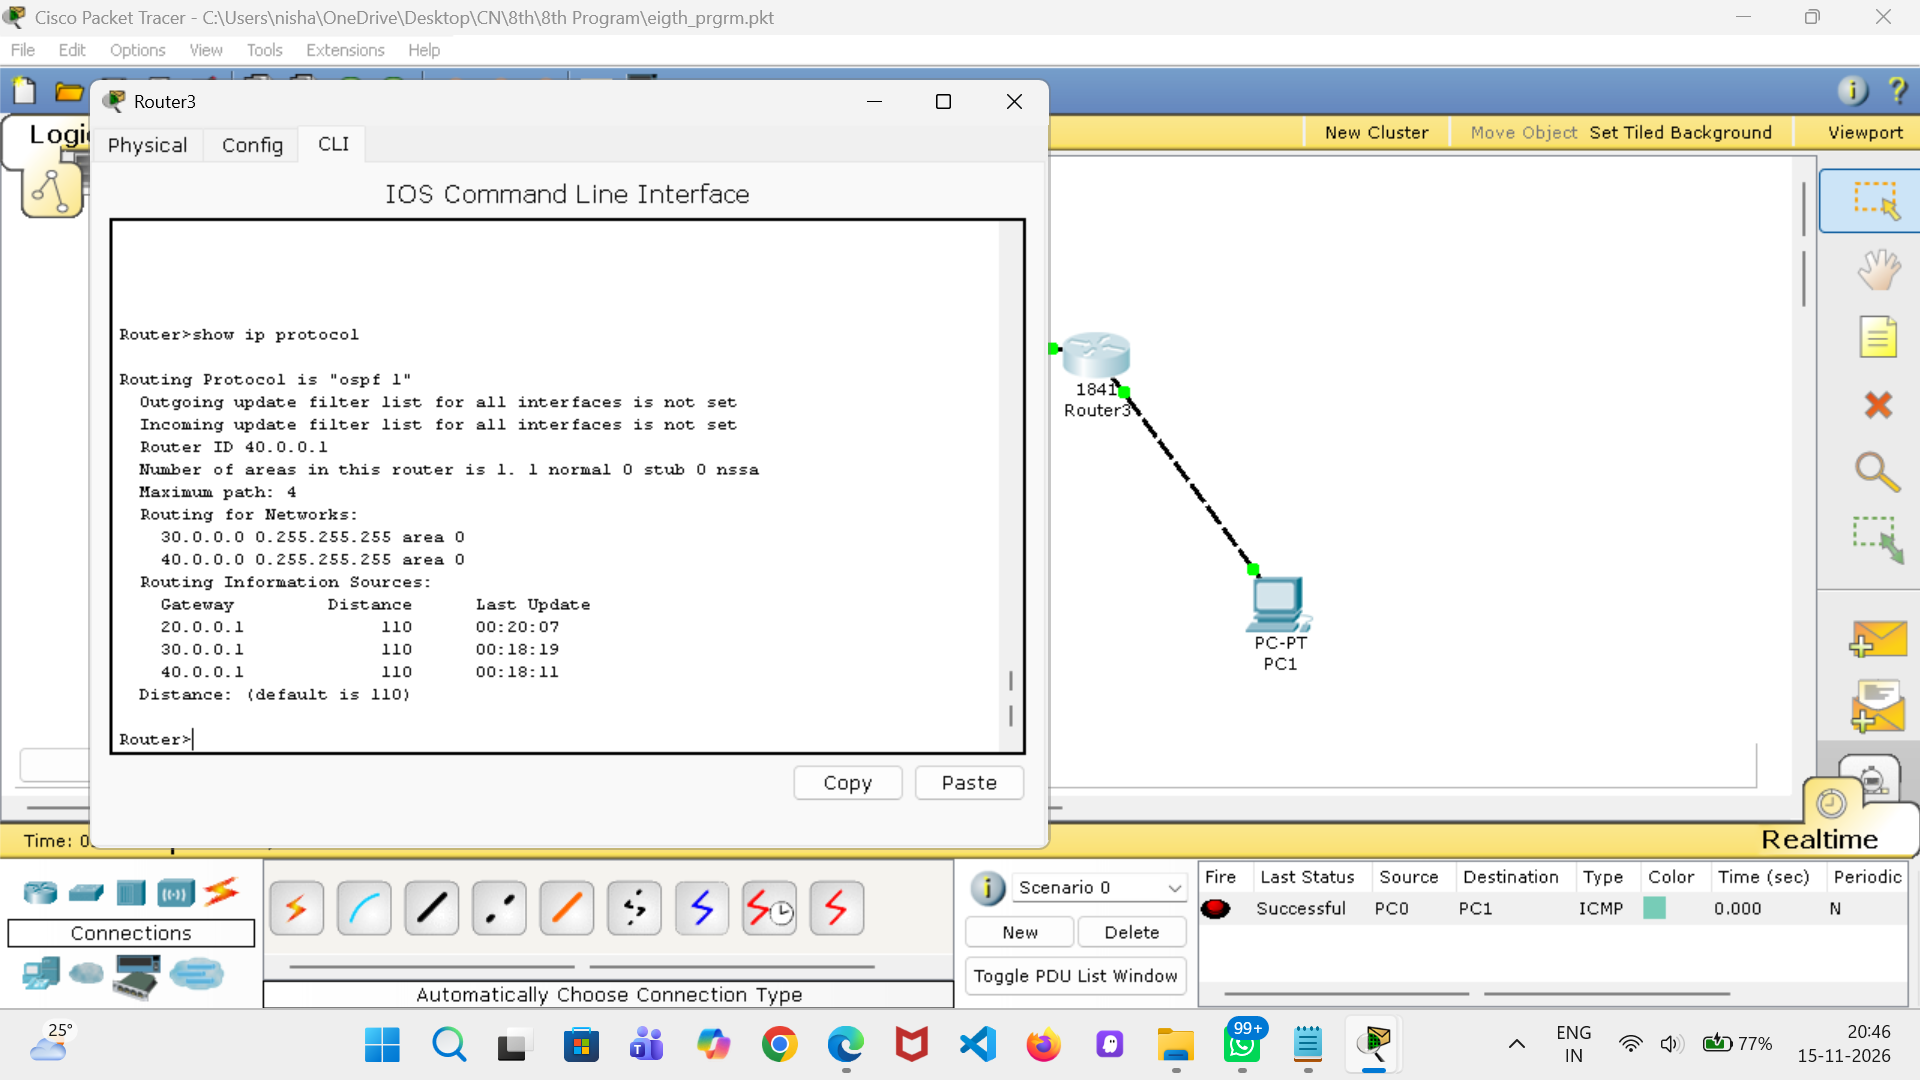 Cisco Packet Tracer - C:\Users\nisha\OneDrive\Desktop\CN\8th\8th Program\eigth_prgrm.pkt
File Edit Options View Tools Extensions Help
Router3
Logi
New Cluster Move Object Set Tiled Background Viewport
Physical Config CLI
IOS Command Line Interface
Router>show ip protocol
Routing Protocol is "ospf 1"
Outgoing update filter list for all interfaces is not set
Incoming update filter list for all interfaces is not set
Router ID 40.0.0.1
Number of areas in this router is 1. 1 normal 0 stub 0 nssa
Maximum path: 4
Routing for Networks:
30.0.0.0 0.255.255.255 area 0
40.0.0.0 0.255.255.255 area 0
Routing Information Sources:
Gateway Distance Last Update
20.0.0.1 110 00:20:07
30.0.0.1 110 00:18:19
40.0.0.1 110 00:18:11
Distance: (default is 110)
Router>
Copy Paste
1841
Router3
PC-PT
PC1
Time: 0
Realtime
Connections
Automatically Choose Connection Type
Scenario 0
New Delete
Toggle PDU List Window
Fire Last Status Source Destination Type Color Time (sec) Periodic
Successful PC0 PC1 ICMP 0.000 N
25°
99+
ENG
IN
77%
20:46
15-11-2026